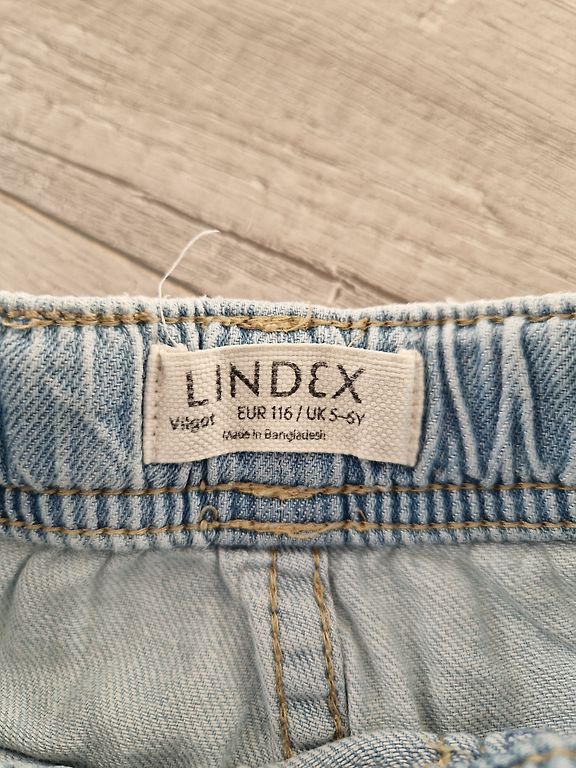 LINDEX
Vilgot EUR 116 / UK 5-6Y
Made in Bangladesh